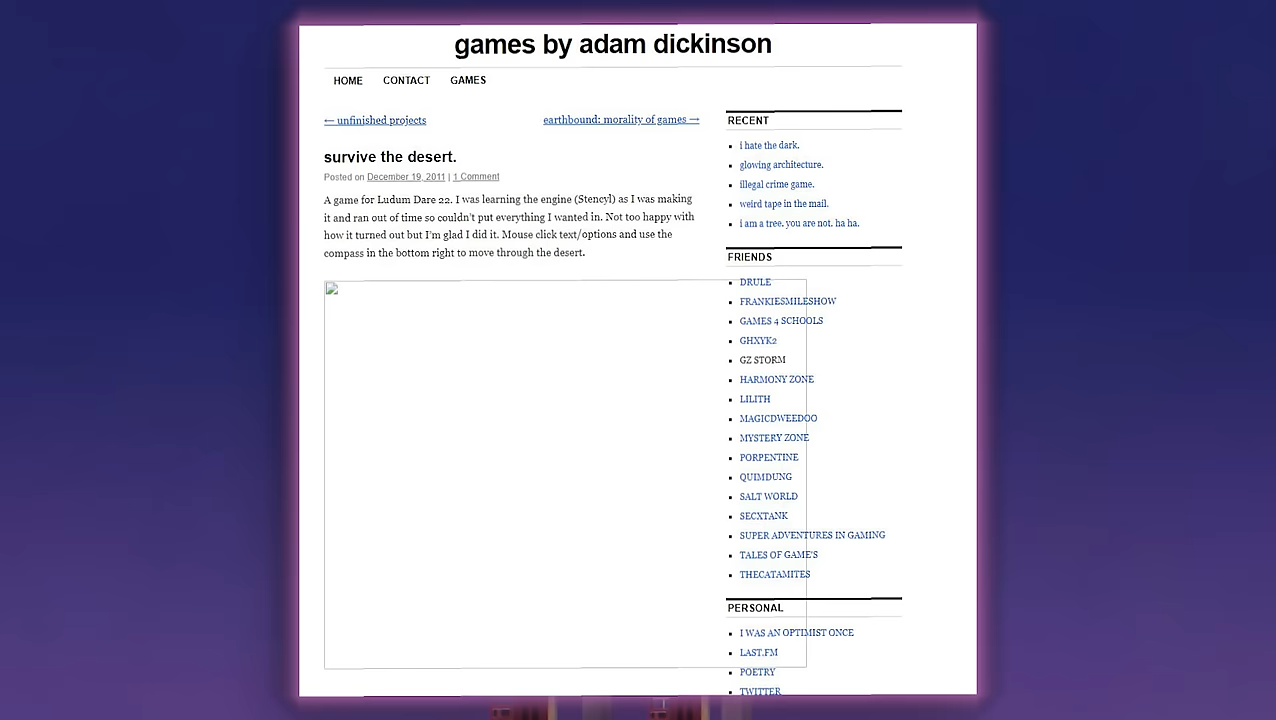 games by adam dickinson
HOME CONTACT GAMES
← unfinished projects earthbound: morality of games →
survive the desert.
Posted on December 19, 2011 | 1 Comment
A game for Ludum Dare 22. I was learning the engine (Stencyl) as I was making
it and ran out of time so couldn't put everything I wanted in. Not too happy with
how it turned out but I'm glad I did it. Mouse click text/options and use the
compass in the bottom right to move through the desert.
RECENT
i hate the dark.
glowing architecture.
illegal crime game.
weird tape in the mail.
i am a tree. you are not. ha ha.
FRIENDS
DRULE
FRANKIESMILESHOW
GAMES 4 SCHOOLS
GHXYK2
GZ STORM
HARMONY ZONE
LILITH
MAGICDWEEDOO
MYSTERY ZONE
PORPENTINE
QUIMDUNG
SALT WORLD
SECXTANK
SUPER ADVENTURES IN GAMING
TALES OF GAME'S
THECATAMITES
PERSONAL
I WAS AN OPTIMIST ONCE
LAST.FM
POETRY
TWITTER